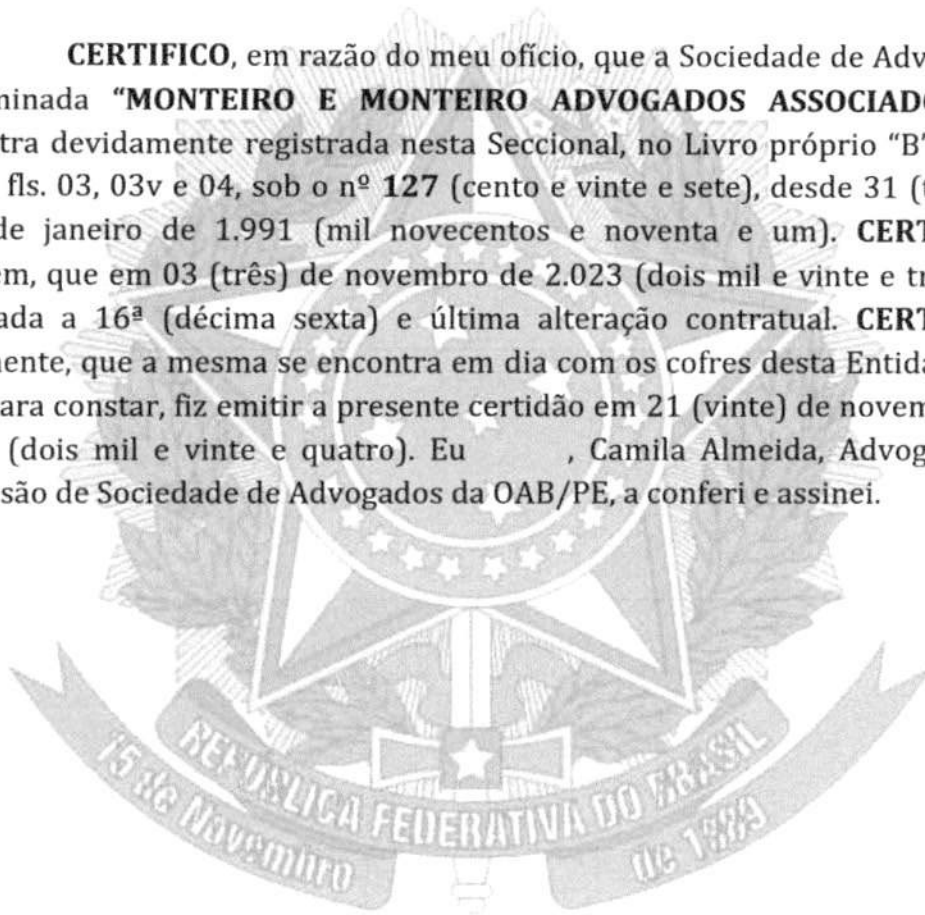 CERTIFICO, em razão do meu ofício, que a Sociedade de Adv
minada "MONTEIRO E MONTEIRO ADVOGADOS ASSOCIADO
tra devidamente registrada nesta Seccional, no Livro próprio "B"
fls. 03, 03v e 04, sob o nº 127 (cento e vinte e sete), desde 31 (t
de janeiro de 1.991 (mil novecentos e noventa e um). CERT
em, que em 03 (três) de novembro de 2.023 (dois mil e vinte e tr
ada a 16ª (décima sexta) e última alteração contratual. CERT
mente, que a mesma se encontra em dia com os cofres desta Entida
ara constar, fiz emitir a presente certidão em 21 (vinte) de novem
(dois mil e vinte e quatro). Eu , Camila Almeida, Advog
são de Sociedade de Advogados da OAB/PE, a conferi e assinei.
REPÚBLICA FEDERATIVA DO BRASIL
15 de Novembro de 1889